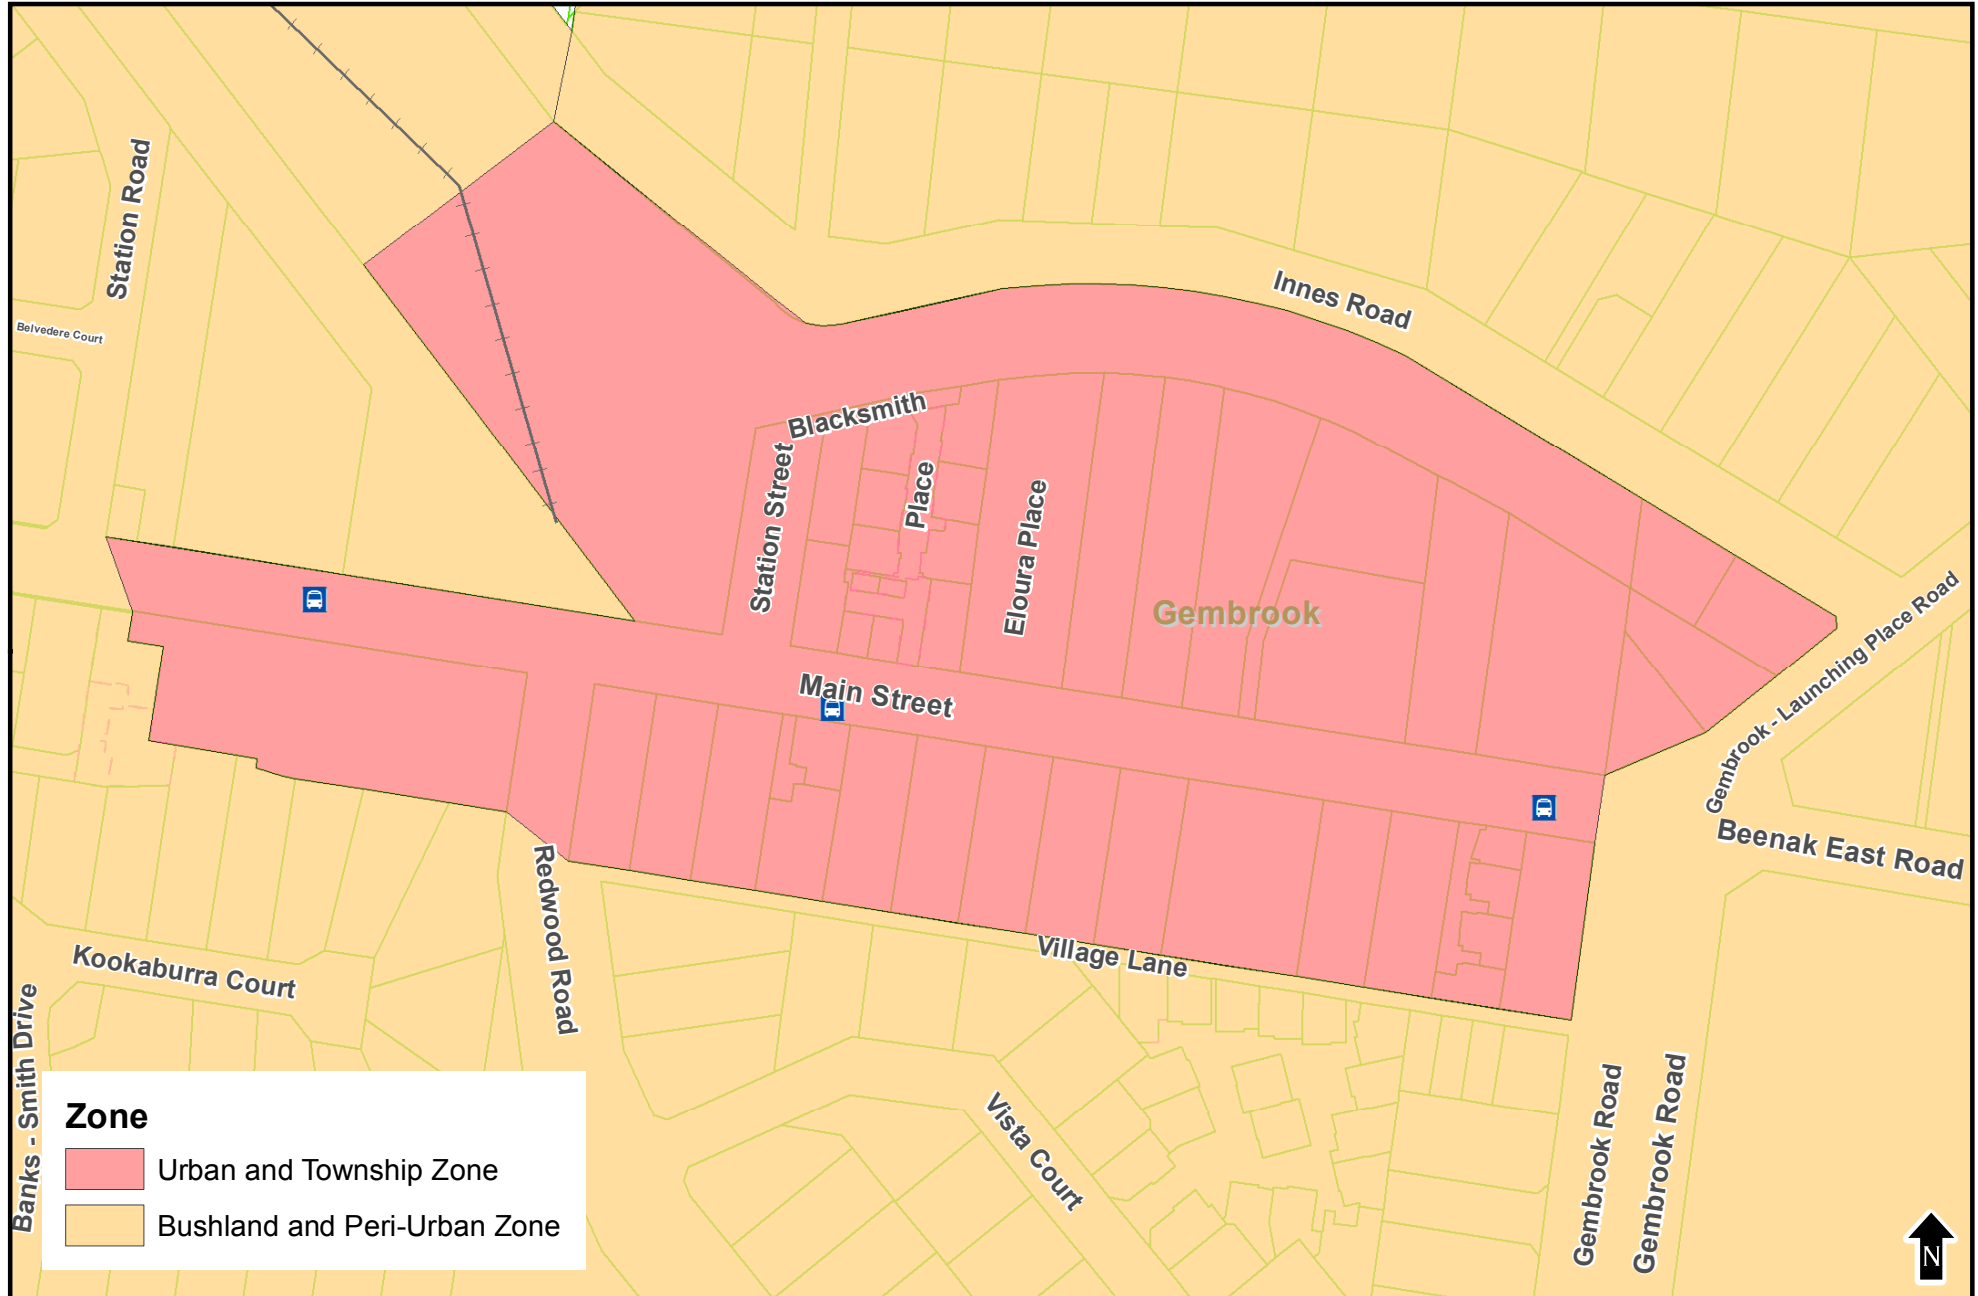 Station Road
Belvedere Court
Innes Road
Blacksmith
Place
Station Street
Eloura Place
Gembrook
Main Street
Gembrook - Launching Place Road
Beenak East Road
Redwood Road
Village Lane
Kookaburra Court
Banks - Smith Drive
Vista Court
Gembrook Road
Gembrook Road
Zone
Urban and Township Zone
Bushland and Peri-Urban Zone
N